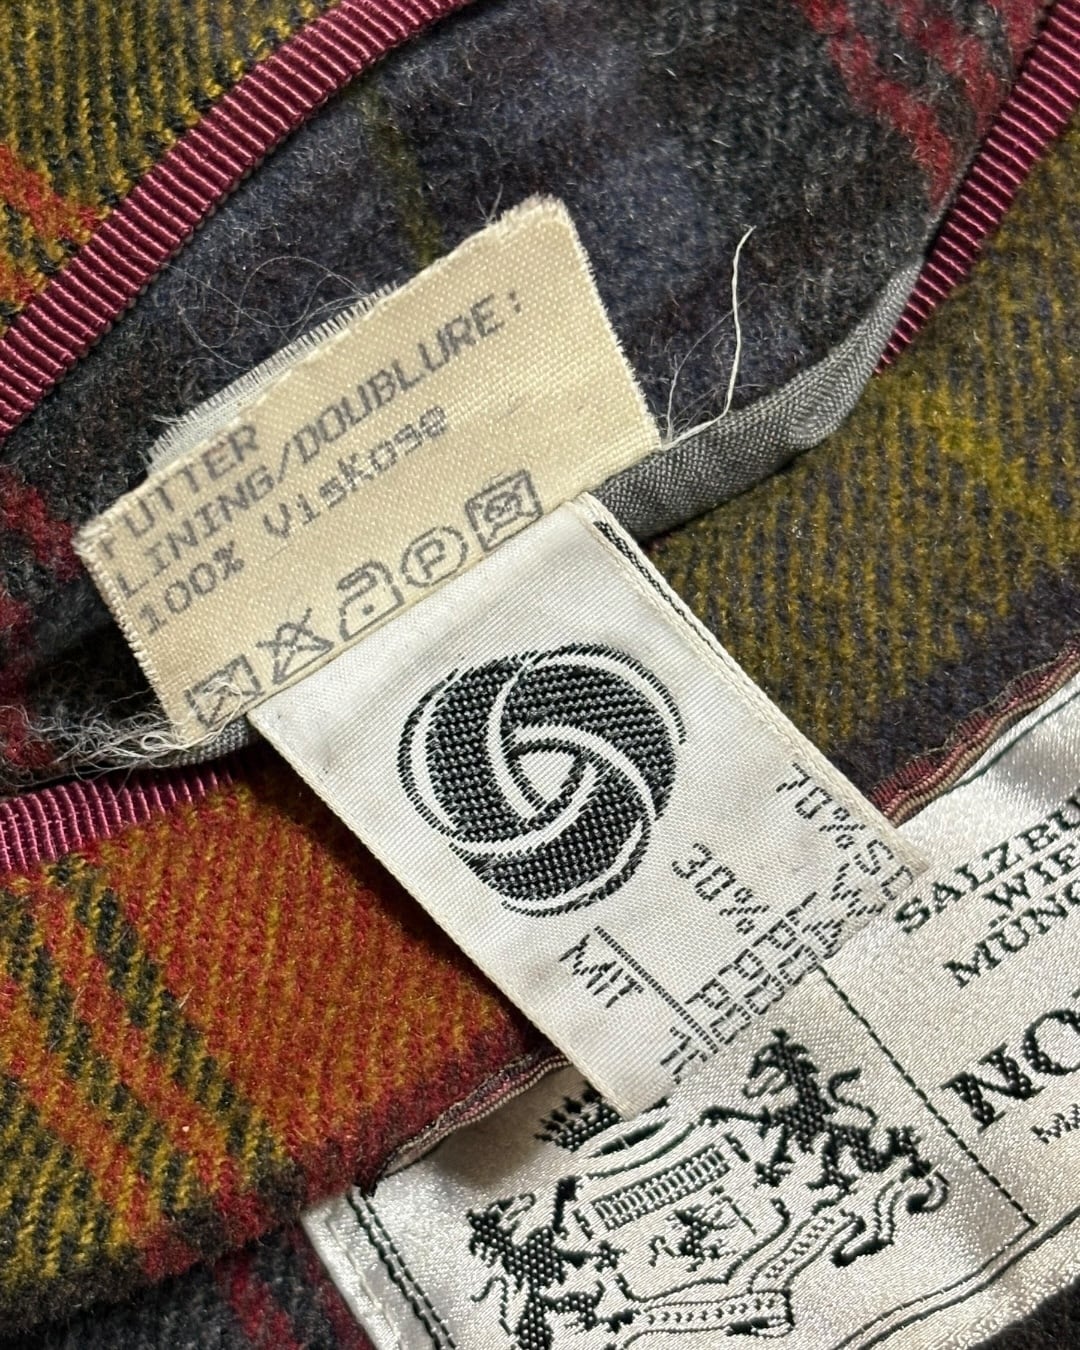 FUTTER
LINING/DOUBLURE:
100% Viskose
P
70%
30%
MIT
SALZBU
WIE
MÜNC
NO